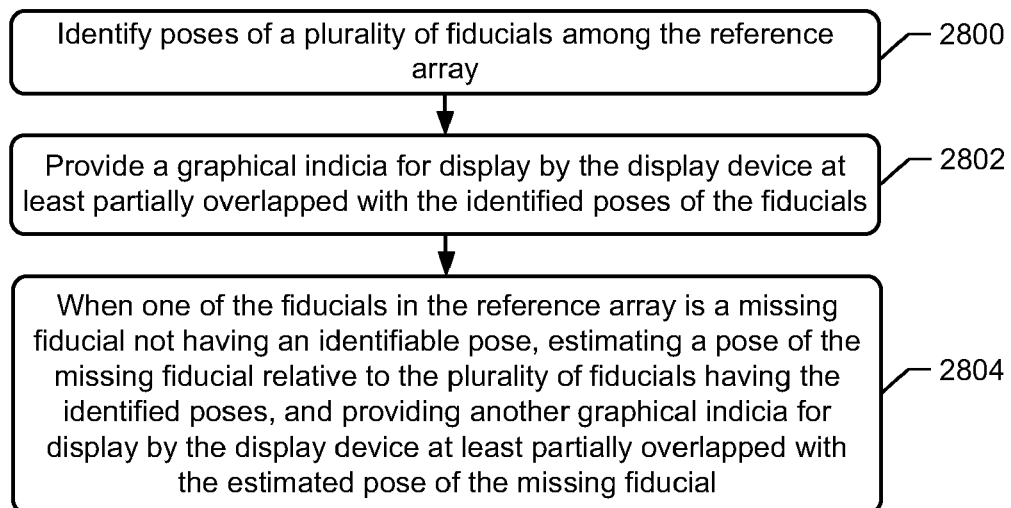 Identify poses of a plurality of fiducials among the reference
array
2800
Provide a graphical indicia for display by the display device at
least partially overlapped with the identified poses of the fiducials
2802
When one of the fiducials in the reference array is a missing
fiducial not having an identifiable pose, estimating a pose of the
missing fiducial relative to the plurality of fiducials having the
identified poses, and providing another graphical indicia for
display by the display device at least partially overlapped with
the estimated pose of the missing fiducial
2804